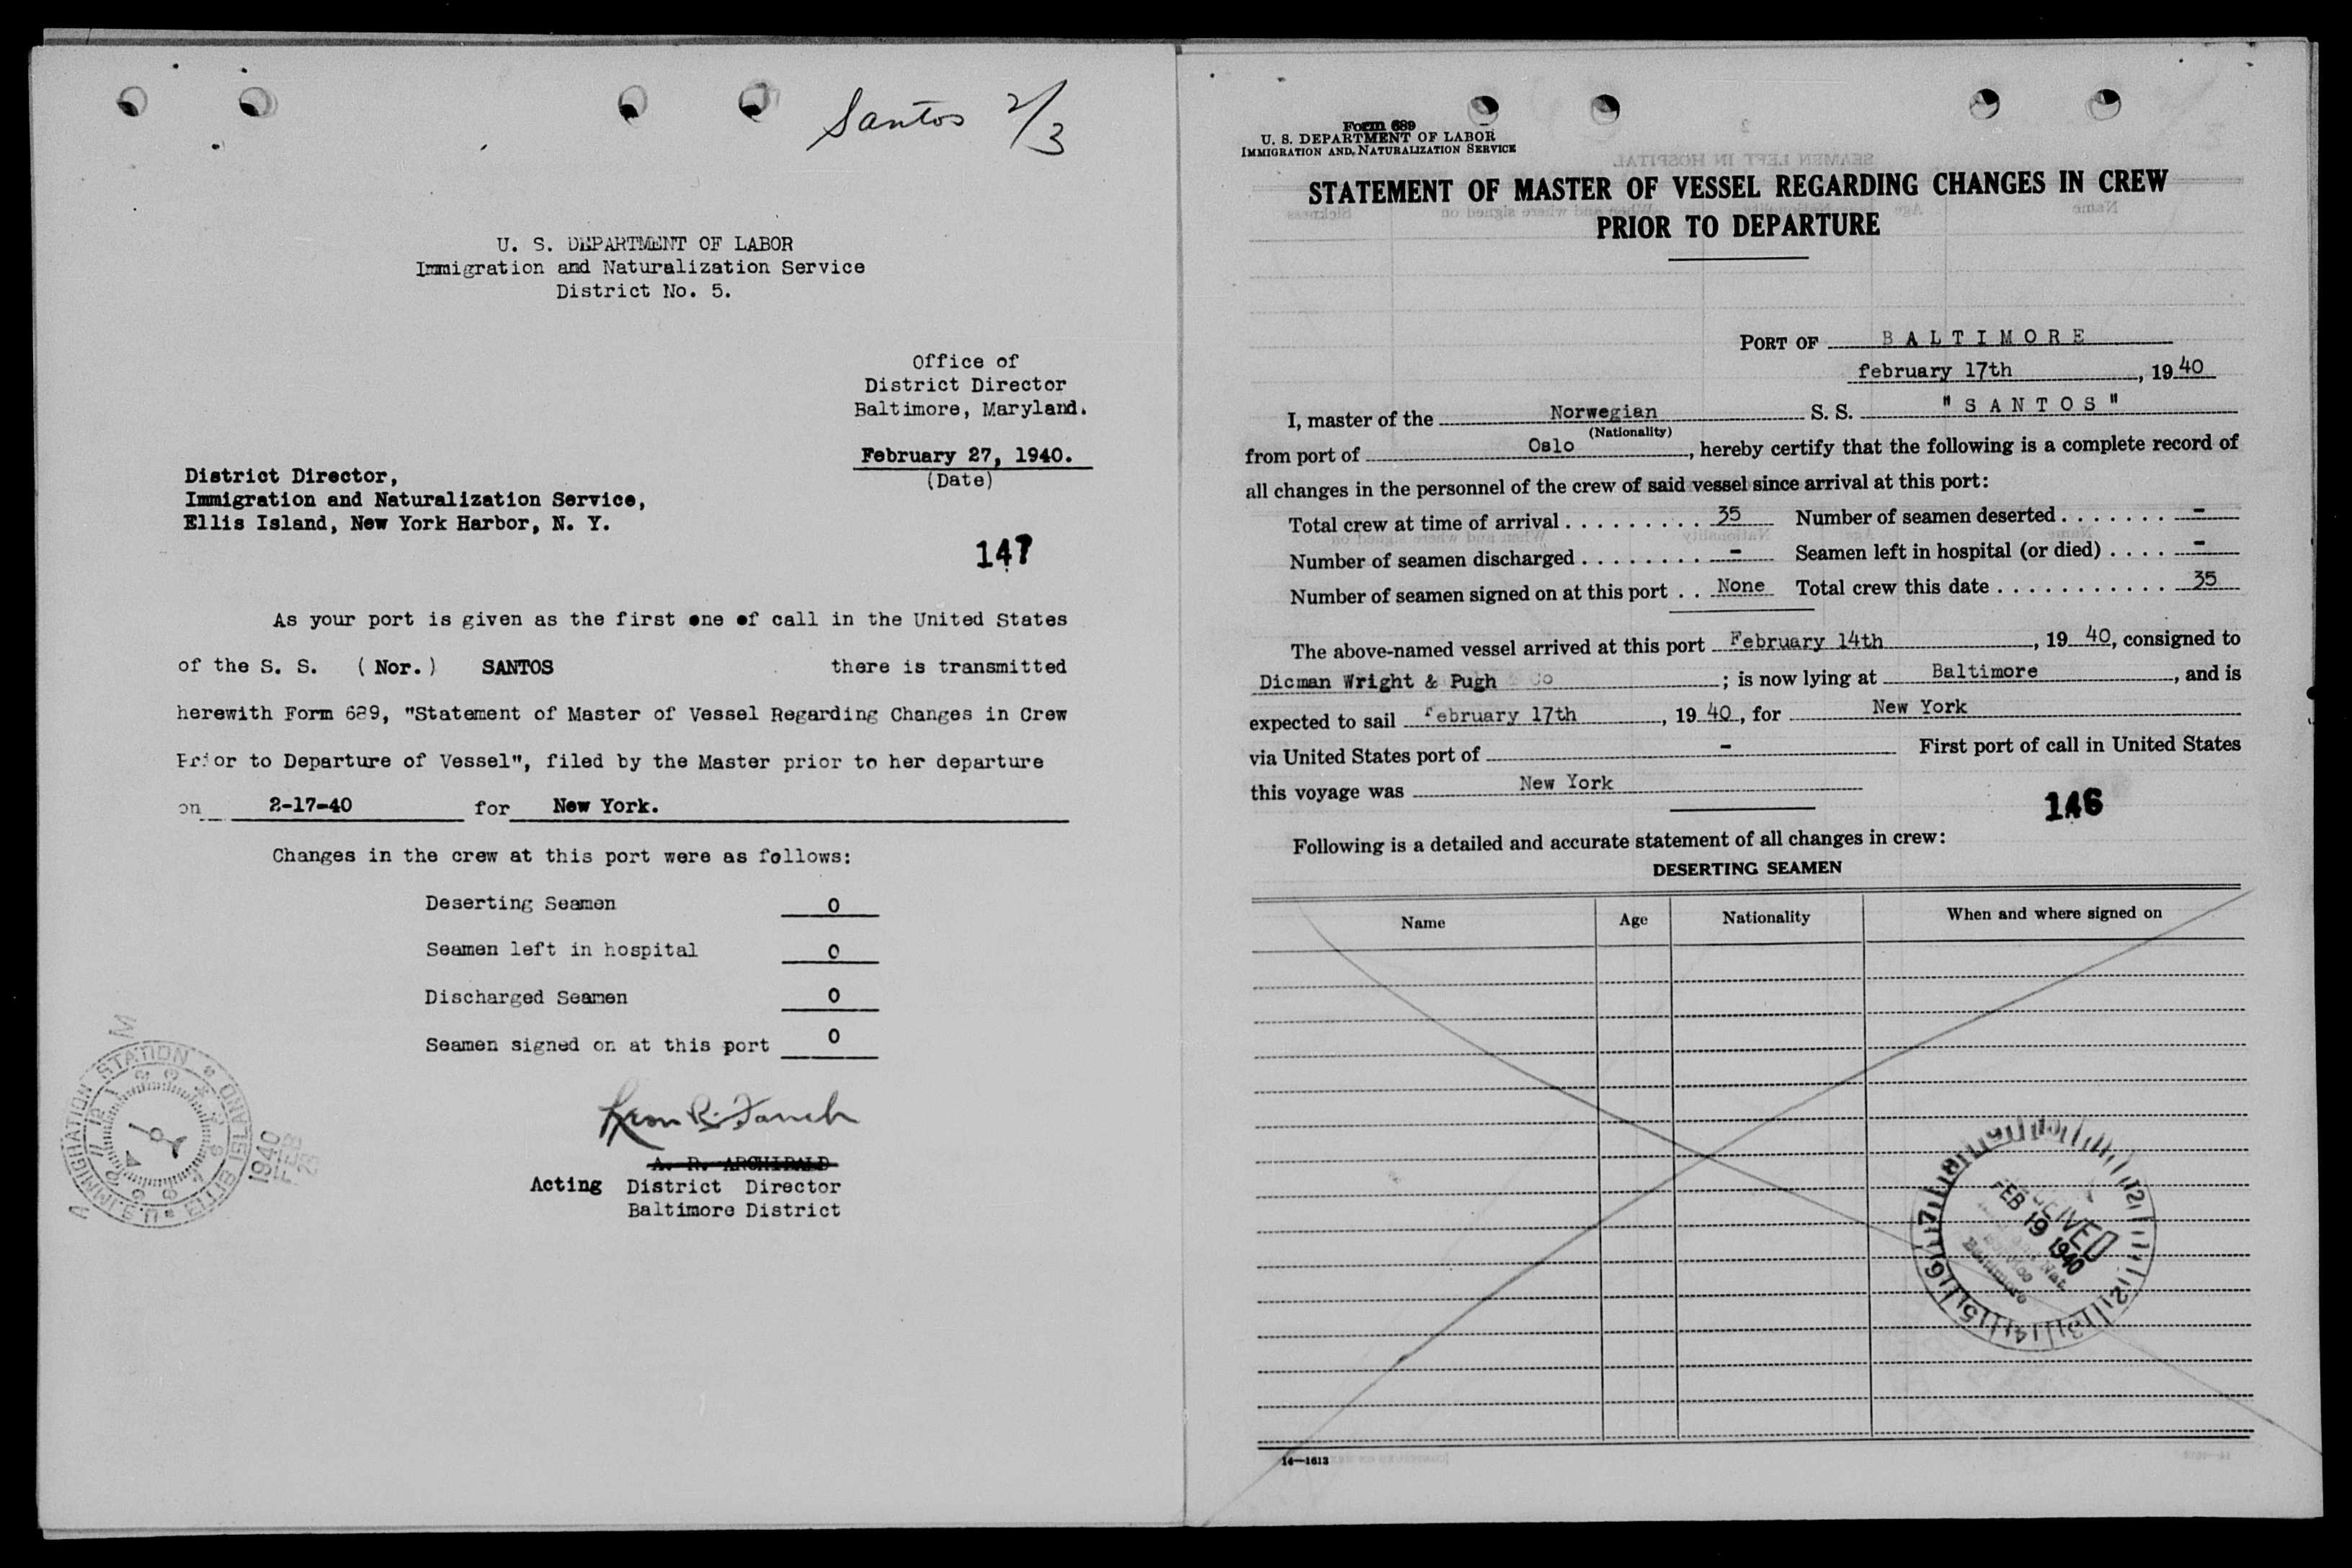 Santos 2/3
U. S. DEPARTMENT OF LABOR
Immigration and Naturalization Service
District No. 5.
Office of
District Director
Baltimore, Maryland.
February 27, 1940.
(Date)
District Director,
Immigration and Naturalization Service,
Ellis Island, New York Harbor, N. Y.
147
As your port is given as the first one of call in the United States
of the S. S. (Nor.) SANTOS there is transmitted
herewith Form 689, "Statement of Master of Vessel Regarding Changes in Crew
Prior to Departure of Vessel", filed by the Master prior to her departure
on 2-17-40 for New York.
Changes in the crew at this port were as follows:
Deserting Seamen 0
Seamen left in hospital 0
Discharged Seamen 0
Seamen signed on at this port 0
A. R. ARCHIBALD
Acting District Director
Baltimore District
IMMIGRATION STATION * ELLIS ISLAND
1940
FEB
Form 689
U. S. DEPARTMENT OF LABOR
IMMIGRATION AND NATURALIZATION SERVICE
STATEMENT OF MASTER OF VESSEL REGARDING CHANGES IN CREW
PRIOR TO DEPARTURE
PORT OF BALTIMORE
february 17th, 1940
I, master of the Norwegian S. S. "SANTOS"
(Nationality)
from port of Oslo, hereby certify that the following is a complete record of
all changes in the personnel of the crew of said vessel since arrival at this port:
Total crew at time of arrival . . . . . . . . . . 35 Number of seamen deserted . . . . . . . -
Number of seamen discharged . . . . . . . . . - Seamen left in hospital (or died) . . . . -
Number of seamen signed on at this port . . None Total crew this date . . . . . . . . . . . 35
The above-named vessel arrived at this port February 14th, 1940, consigned to
Dicman Wright & Pugh Co; is now lying at Baltimore, and is
expected to sail february 17th, 1940, for New York
via United States port of - First port of call in United States
this voyage was New York
146
Following is a detailed and accurate statement of all changes in crew:
DESERTING SEAMEN
Name Age Nationality When and where signed on
RECEIVED
FEB 19 1940
Baltimore
14—1613